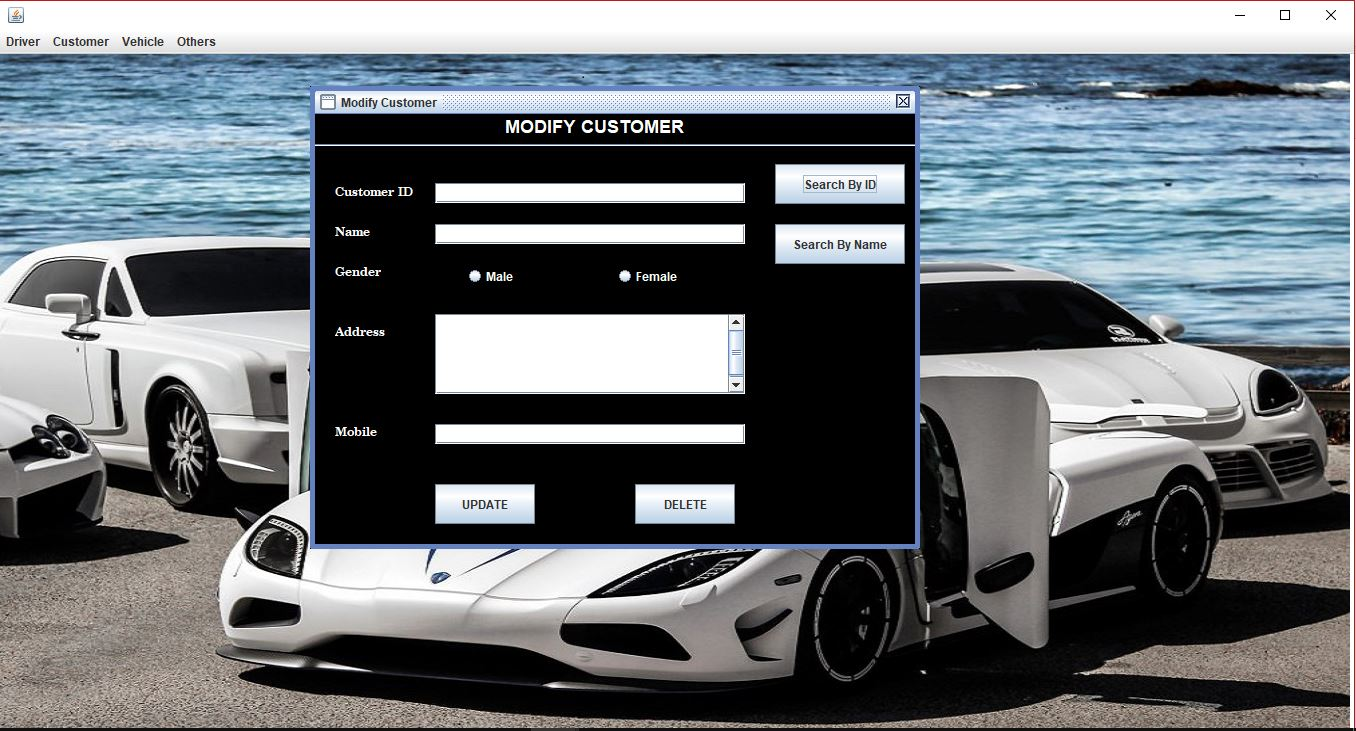 Driver Customer Vehicle Others
Modify Customer
MODIFY CUSTOMER
Customer ID
Search By ID
Name
Search By Name
Gender
Male
Female
Address
Mobile
UPDATE
DELETE
Agera